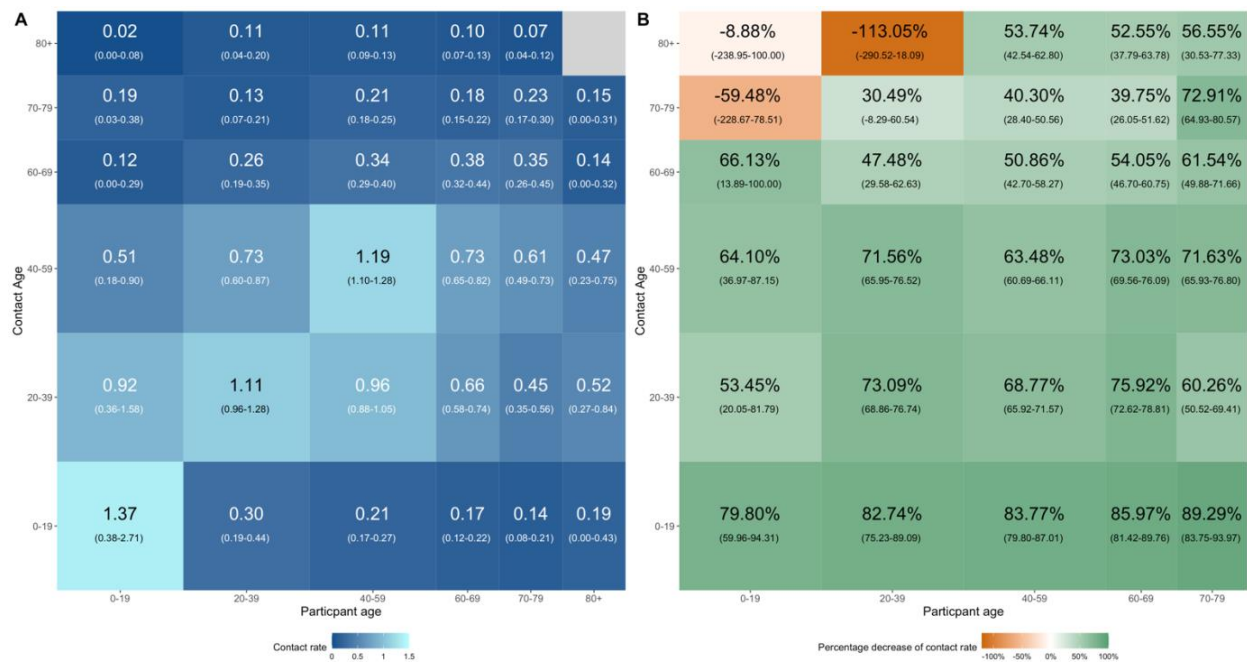 A
B
0.02 0.11 0.11 0.10 0.07
(0.00-0.08) (0.04-0.20) (0.09-0.13) (0.07-0.13) (0.04-0.12)
80+
0.19 0.13 0.21 0.18 0.23 0.15
(0.03-0.38) (0.07-0.21) (0.18-0.25) (0.15-0.22) (0.17-0.30) (0.00-0.31)
70-79
0.12 0.26 0.34 0.38 0.35 0.14
(0.00-0.29) (0.19-0.35) (0.29-0.40) (0.32-0.44) (0.26-0.45) (0.00-0.32)
60-69
0.51 0.73 1.19 0.73 0.61 0.47
(0.18-0.90) (0.60-0.87) (1.10-1.28) (0.65-0.82) (0.49-0.73) (0.23-0.75)
40-59
Contact Age
0.92 1.11 0.96 0.66 0.45 0.52
(0.36-1.58) (0.96-1.28) (0.88-1.05) (0.58-0.74) (0.35-0.56) (0.27-0.84)
20-39
1.37 0.30 0.21 0.17 0.14 0.19
(0.38-2.71) (0.19-0.44) (0.17-0.27) (0.12-0.22) (0.08-0.21) (0.00-0.43)
0-19
0-19 20-39 40-59 60-69 70-79 80+
Particpant age
Contact rate
0 0.5 1 1.5
-8.88% -113.05% 53.74% 52.55% 56.55%
(-238.95-100.00) (-290.52-18.09) (42.54-62.80) (37.79-63.78) (30.53-77.33)
80+
-59.48% 30.49% 40.30% 39.75% 72.91%
(-228.67-78.51) (-8.29-60.54) (28.40-50.56) (26.05-51.62) (64.93-80.57)
70-79
66.13% 47.48% 50.86% 54.05% 61.54%
(13.89-100.00) (29.58-62.63) (42.70-58.27) (46.70-60.75) (49.88-71.66)
60-69
64.10% 71.56% 63.48% 73.03% 71.63%
(36.97-87.15) (65.95-76.52) (60.69-66.11) (69.56-76.09) (65.93-76.80)
40-59
Contact Age
53.45% 73.09% 68.77% 75.92% 60.26%
(20.05-81.79) (68.86-76.74) (65.92-71.57) (72.62-78.81) (50.52-69.41)
20-39
79.80% 82.74% 83.77% 85.97% 89.29%
(59.96-94.31) (75.23-89.09) (79.80-87.01) (81.42-89.76) (83.75-93.97)
0-19
0-19 20-39 40-59 60-69 70-79
Particpant age
Percentage decrease of contact rate
-100% -50% 0% 50% 100%